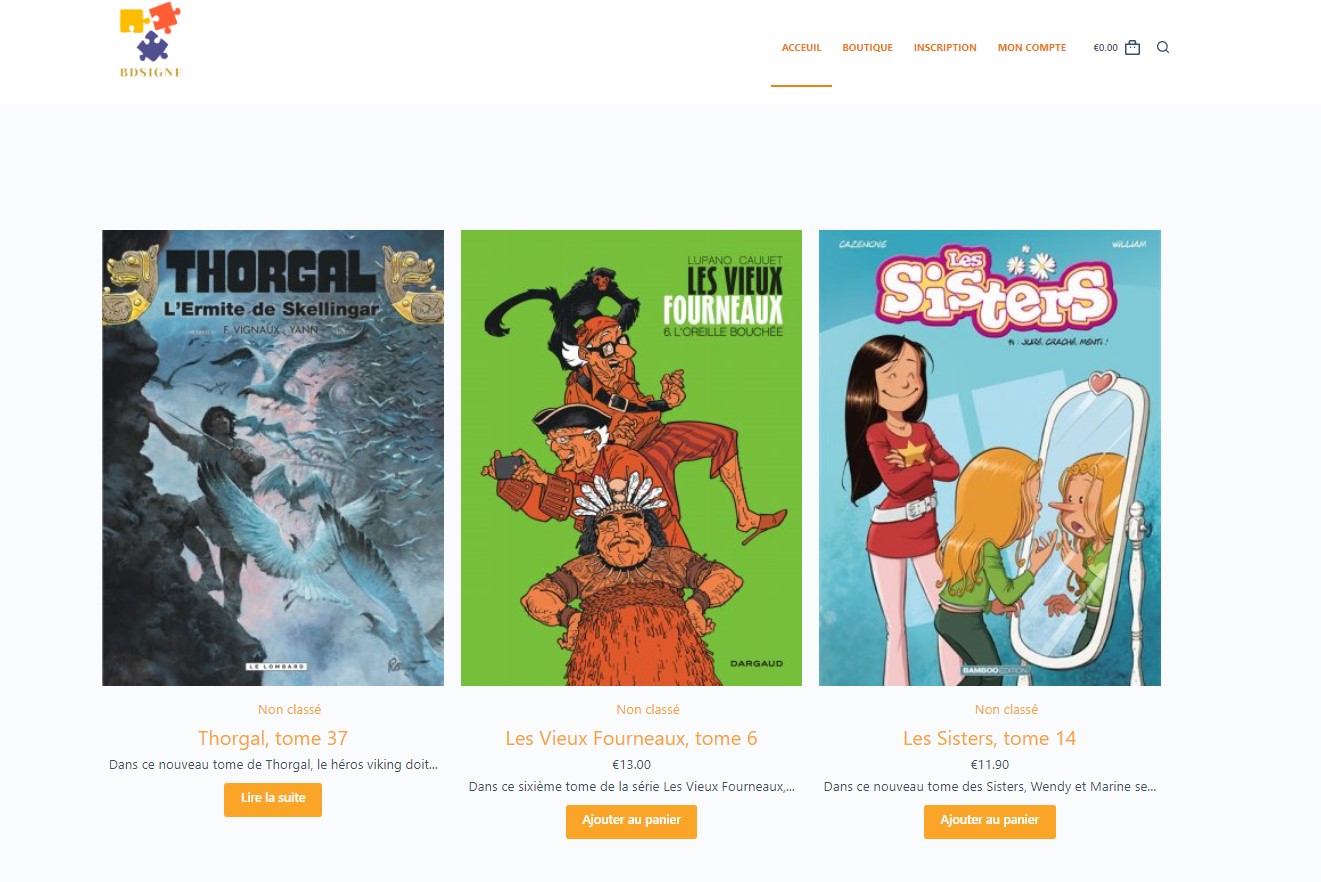 BDSIGNE
ACCEUIL BOUTIQUE INSCRIPTION MON COMPTE €0.00
THORGAL
L'Ermite de Skellingar
F. VIGNAUX - YANN
LE LOMBARD
LUPANO CAUUET
LES VIEUX
FOURNEAUX
6. L'OREILLE BOUCHÉE
DARGAUD
CAZENOVE WILLIAM
Les
Sisters
14 : JURÉ, CRACHÉ, MENTI !
BAMBOO EDITION
Non classé
Thorgal, tome 37
Dans ce nouveau tome de Thorgal, le héros viking doit...
Lire la suite
Non classé
Les Vieux Fourneaux, tome 6
€13.00
Dans ce sixième tome de la série Les Vieux Fourneaux,...
Ajouter au panier
Non classé
Les Sisters, tome 14
€11.90
Dans ce nouveau tome des Sisters, Wendy et Marine se...
Ajouter au panier